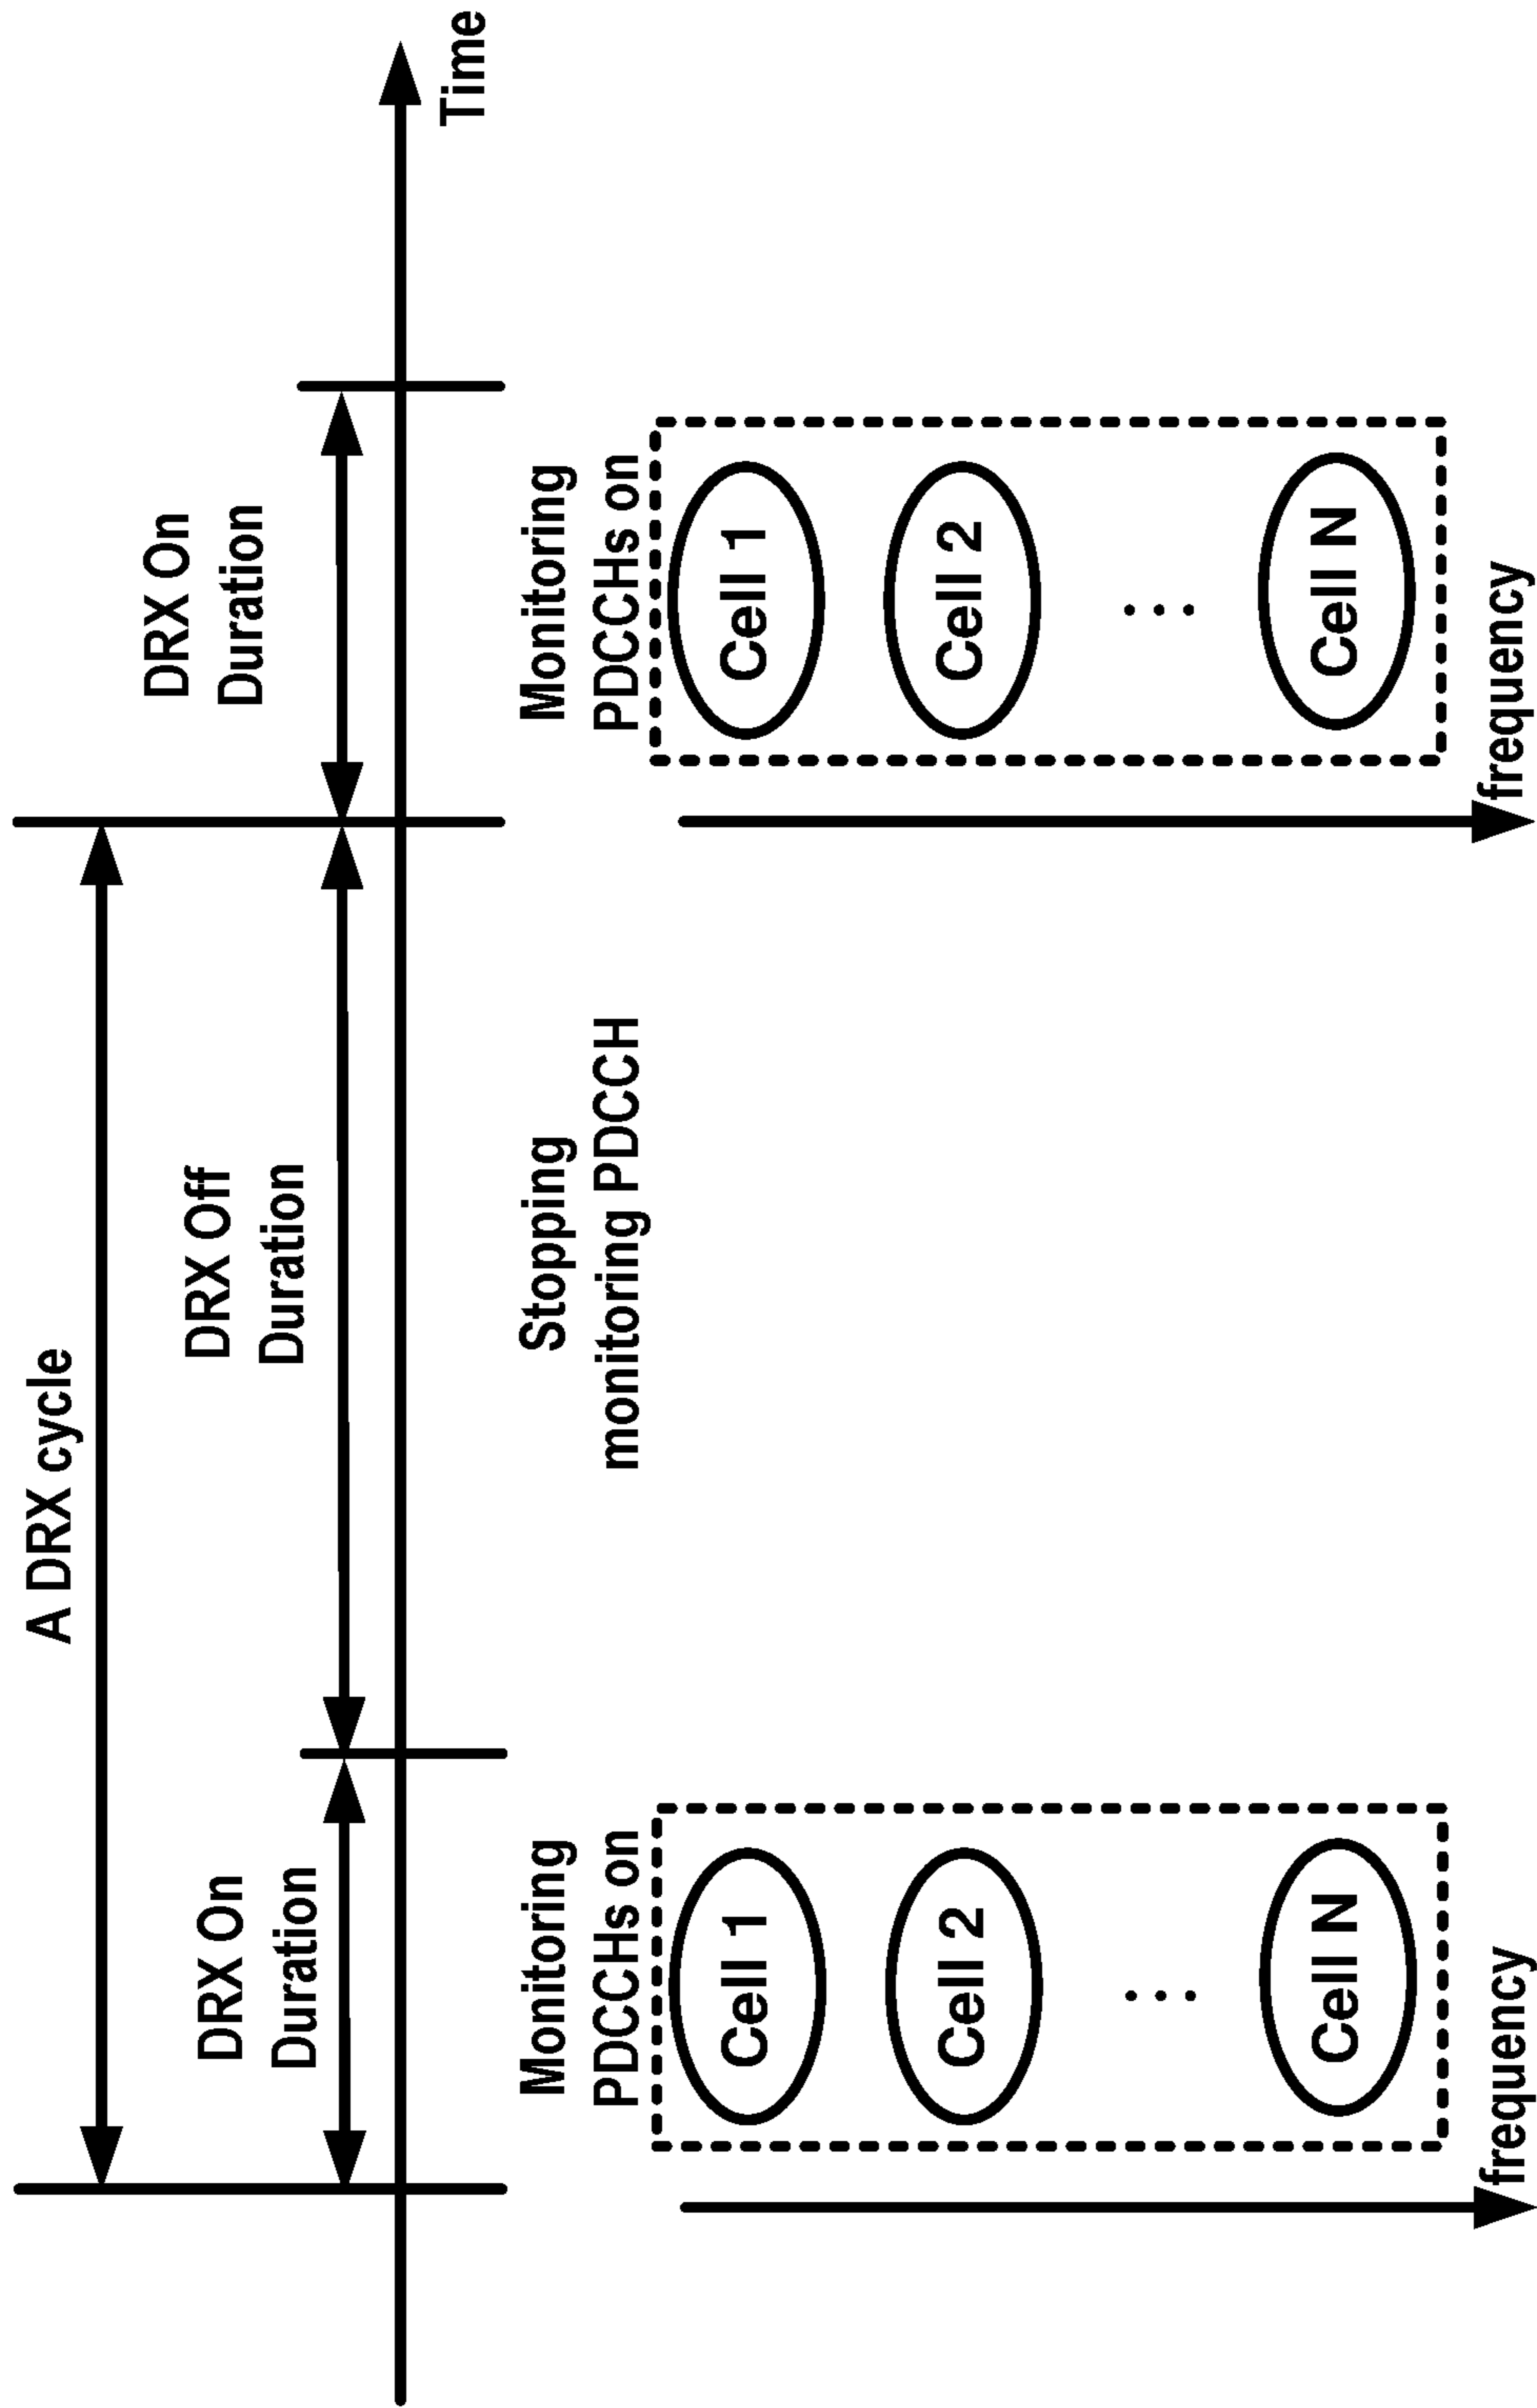 A DRX cycle
DRX On
Duration
DRX Off
Duration
DRX On
Duration
Time
Monitoring
PDCCHs on
Stopping
monitoring PDCCH
Monitoring
PDCCHs on
Cell 1
Cell 2
...
Cell N
frequency
Cell 1
Cell 2
...
Cell N
frequency